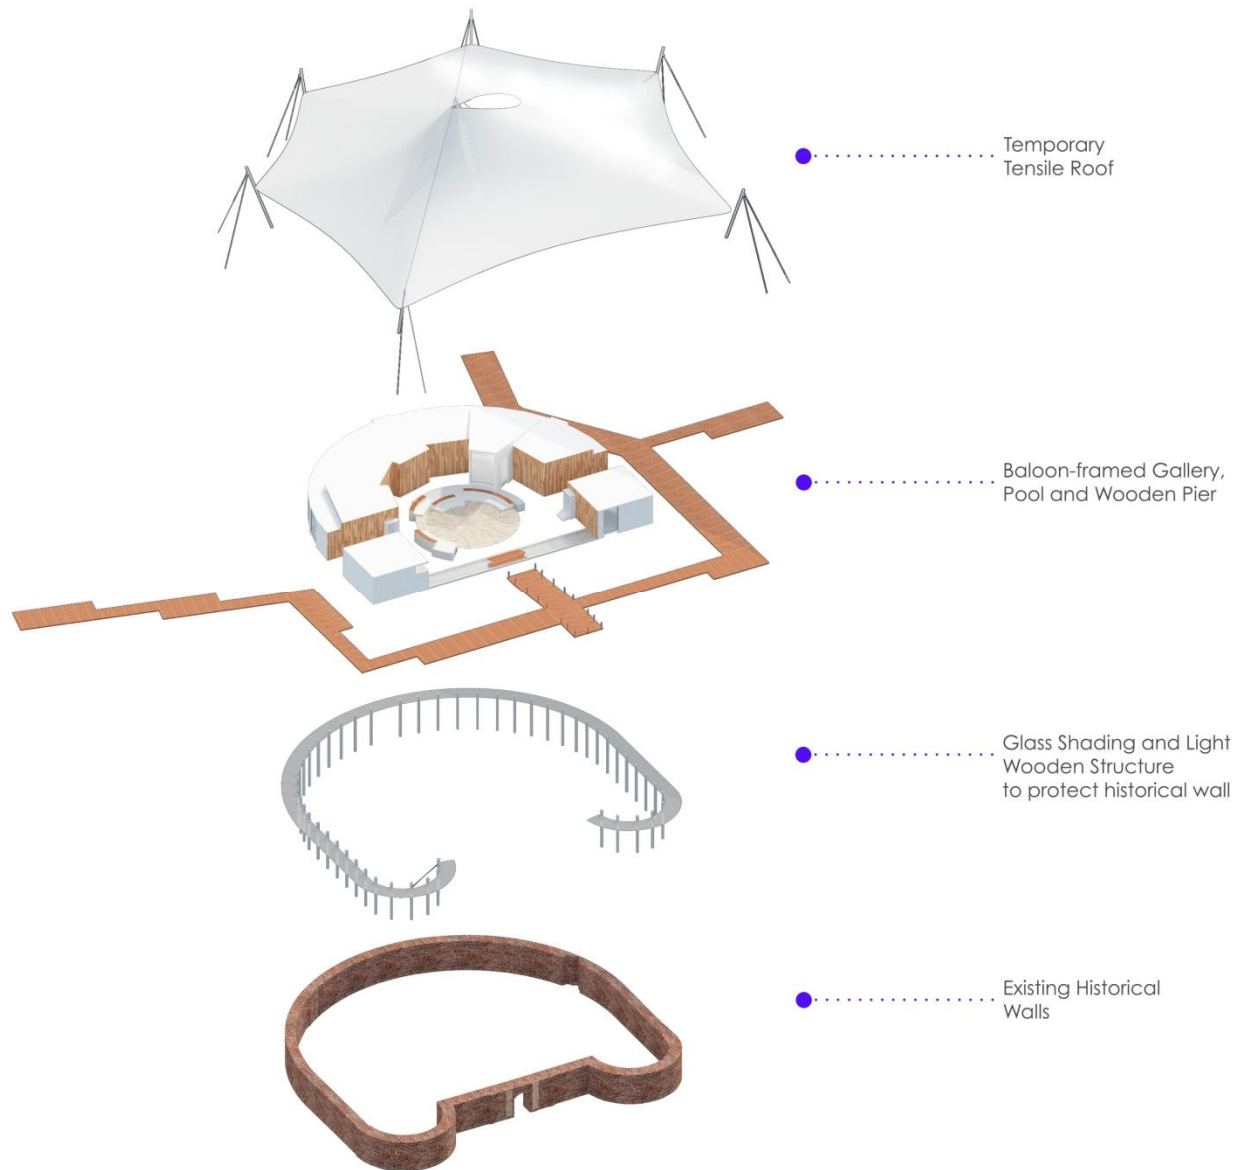 Temporary
Tensile Roof
Baloon-framed Gallery,
Pool and Wooden Pier
Glass Shading and Light
Wooden Structure
to protect historical wall
Existing Historical
Walls